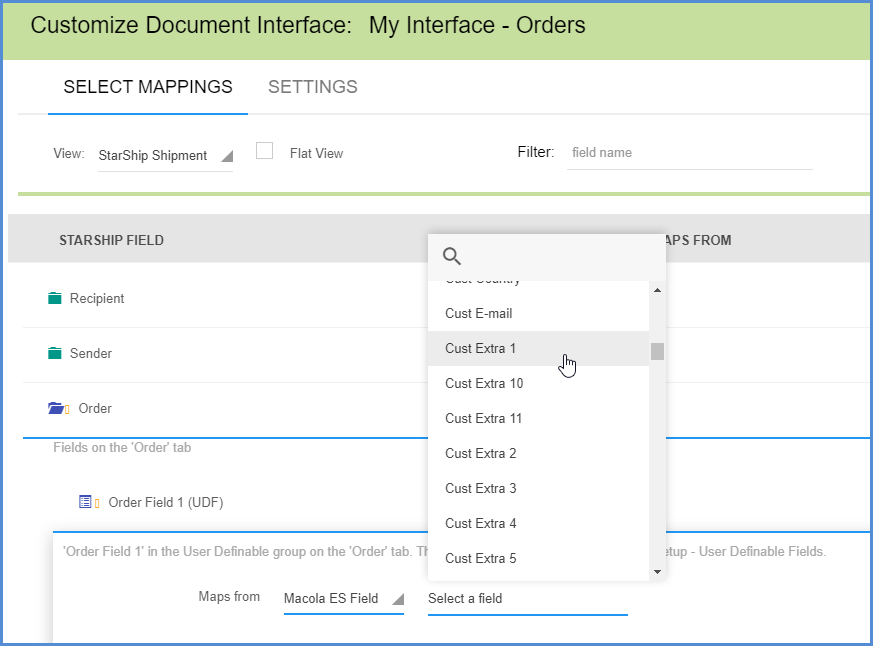 Customize Document Interface: My Interface - Orders
SELECT MAPPINGS SETTINGS
View: StarShip Shipment Flat View Filter: field name
STARSHIP FIELD APS FROM
Recipient
Cust Country
Cust E-mail
Sender
Cust Extra 1
Cust Extra 10
Order
Cust Extra 11
Fields on the 'Order' tab
Cust Extra 2
Cust Extra 3
Order Field 1 (UDF)
Cust Extra 4
'Order Field 1' in the User Definable group on the 'Order' tab. Th etup - User Definable Fields.
Cust Extra 5
Maps from Macola ES Field Select a field